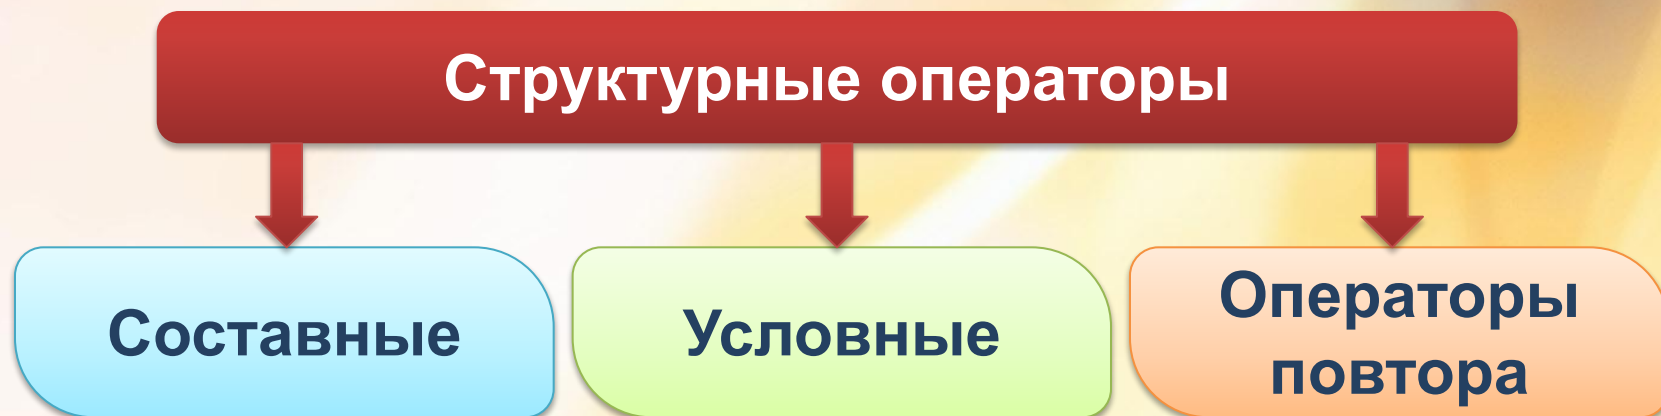 Структурные операторы
Составные
Условные
Операторы
повтора